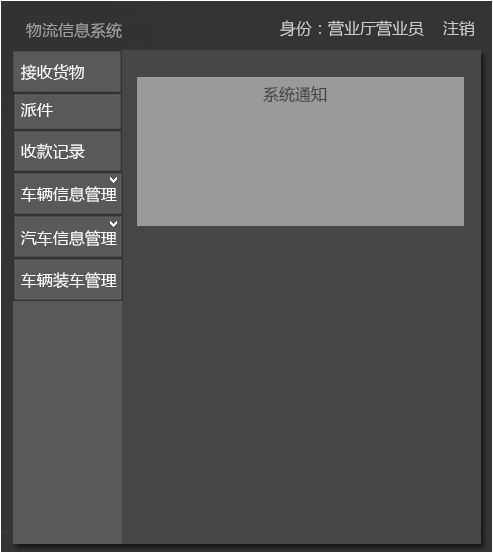 物流信息系统
身份：营业厅营业员 注销
接收货物
派件
收款记录
车辆信息管理
汽车信息管理
车辆装车管理
系统通知